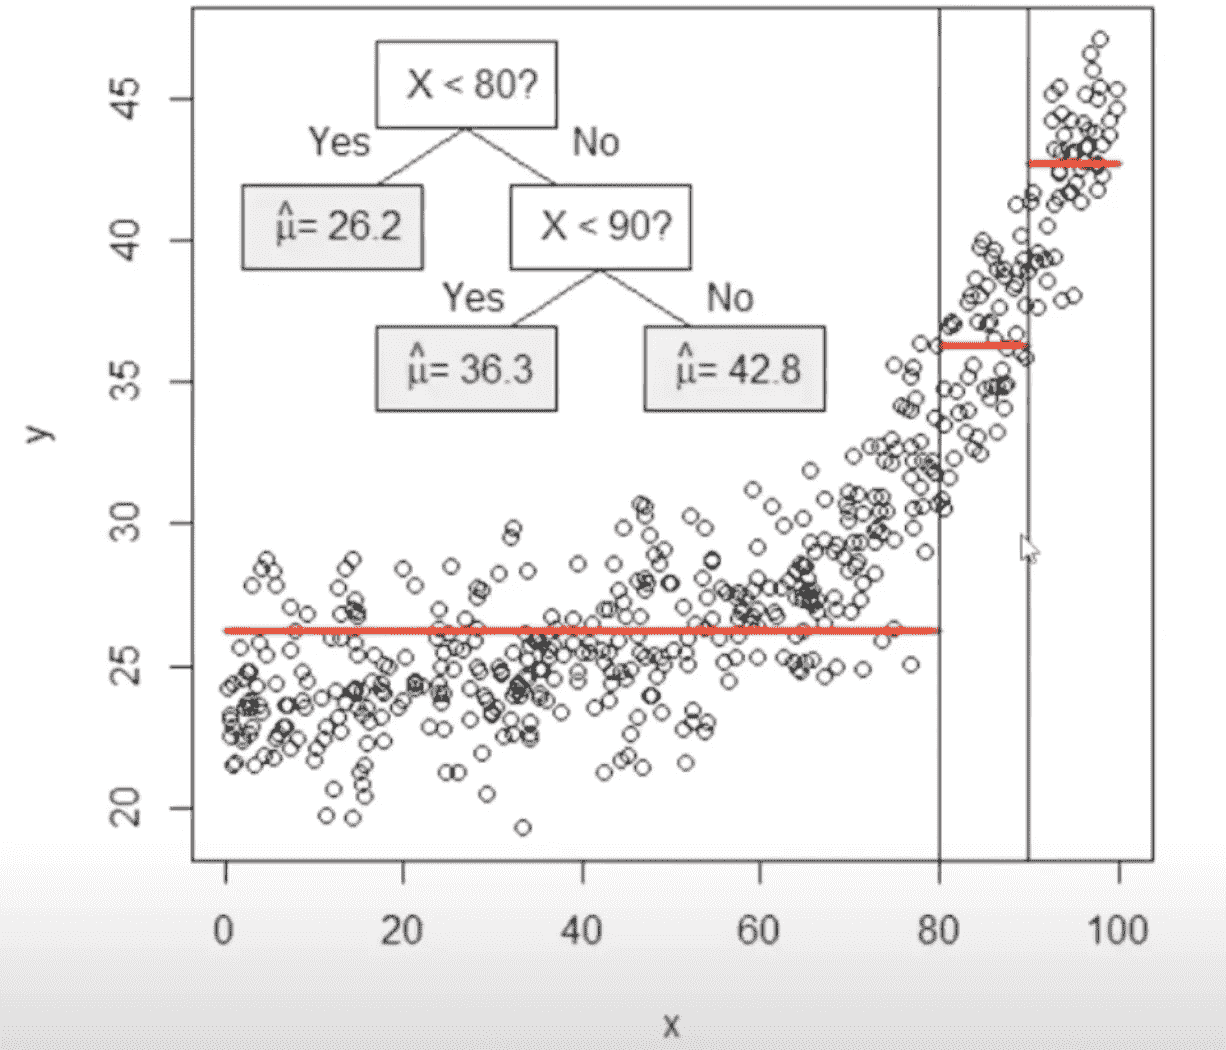 X < 80?
Yes
No
μ̂= 26.2
X < 90?
Yes
No
μ̂= 36.3
μ̂= 42.8
45
40
35
30
25
20
y
0 20 40 60 80 100
x